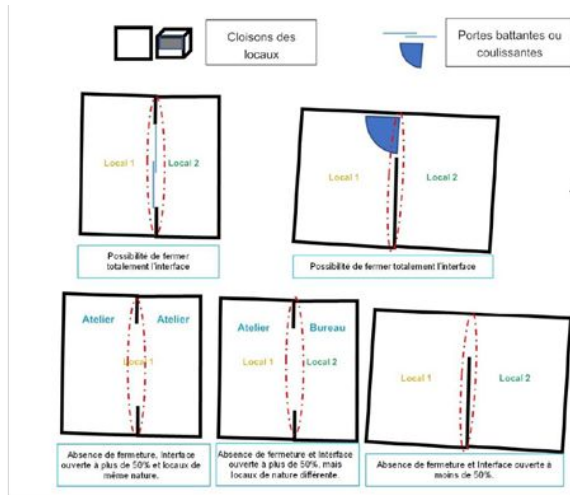 Cloisons des
locaux
Portes battantes ou
coulissantes
Local 1
Local 2
Possibilité de fermer
totalement l'interface
Local 1
Local 2
Possibilité de fermer totalement l'interface
Atelier
Atelier
Local 1
Absence de fermeture, Interface
ouverte à plus de 50% et locaux de
même nature.
Atelier
Bureau
Local 1
Local 2
Absence de fermeture et Interface
ouverte à plus de 50%, mais
locaux de nature différente.
Local 1
Local 2
Absence de fermeture et Interface ouverte à
moins de 50%.